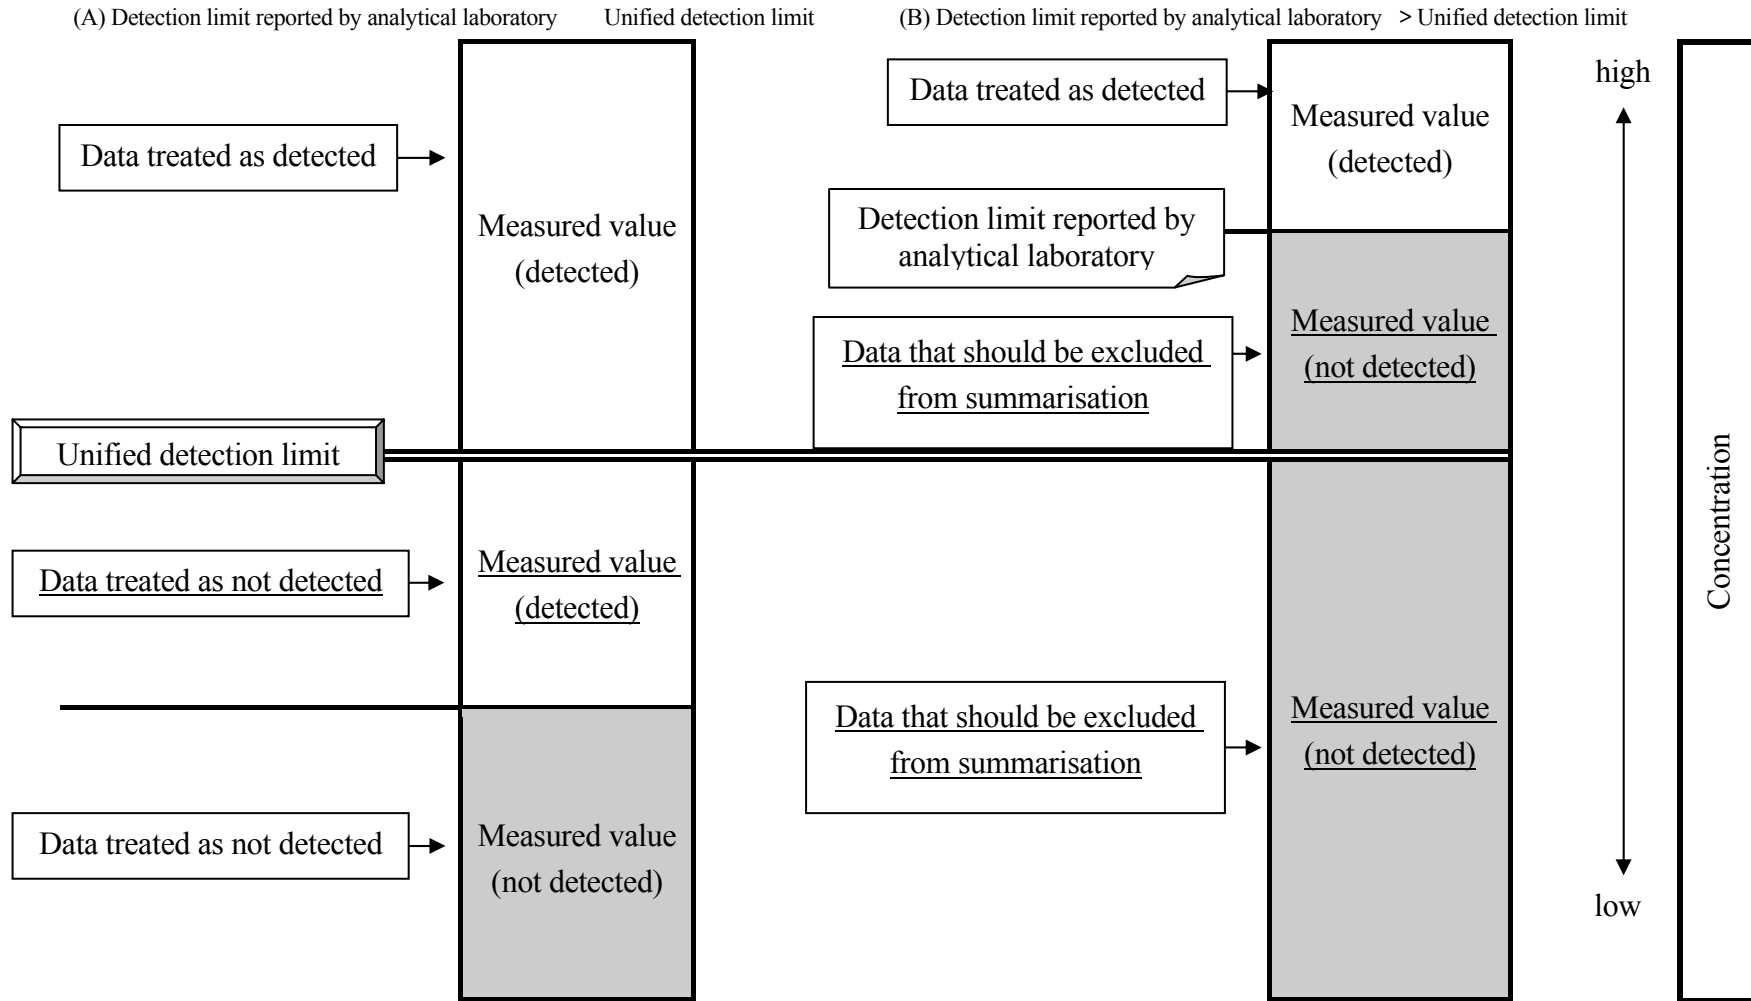 (A) Detection limit reported by analytical laboratory Unified detection limit
(B) Detection limit reported by analytical laboratory > Unified detection limit
Data treated as detected
Measured value
(detected)
Unified detection limit
Data treated as not detected
Measured value
(detected)
Data treated as not detected
Measured value
(not detected)
Data treated as detected
Measured value
(detected)
Detection limit reported by
analytical laboratory
Data that should be excluded
from summarisation
Measured value
(not detected)
Data that should be excluded
from summarisation
Measured value
(not detected)
high
low
Concentration